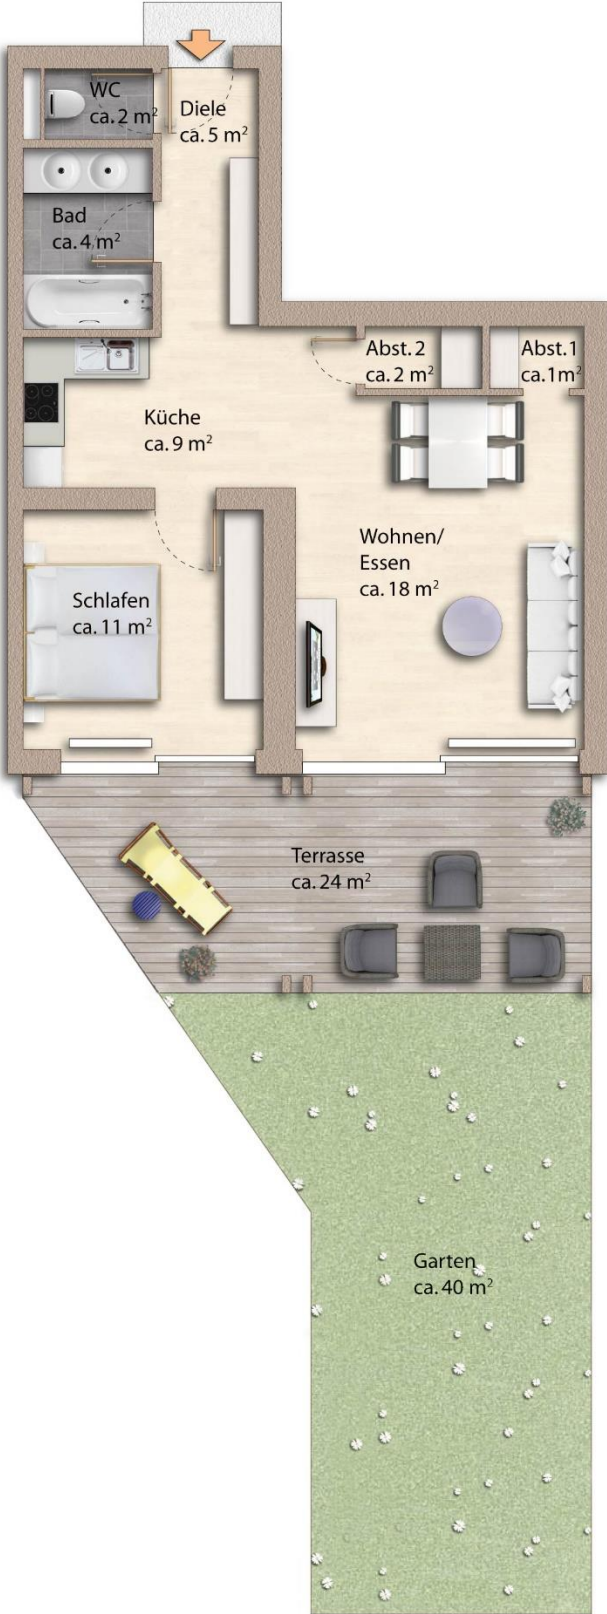 WC
ca. 2 m²
Diele
ca. 5 m²
Bad
ca. 4 m²
Abst. 2
ca. 2 m²
Abst. 1
ca. 1m²
Küche
ca. 9 m²
Wohnen/
Essen
ca. 18 m²
Schlafen
ca. 11 m²
Terrasse
ca. 24 m²
Garten
ca. 40 m²